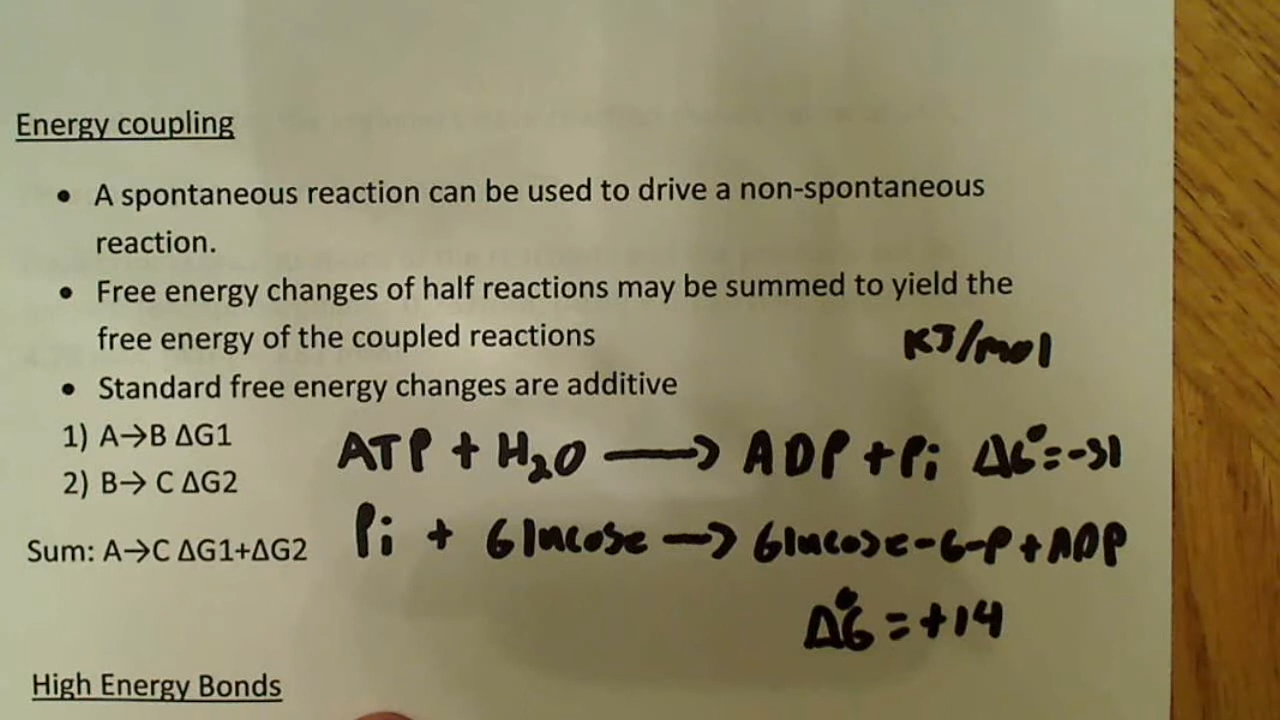 Energy coupling
• A spontaneous reaction can be used to drive a non-spontaneous
reaction.
• Free energy changes of half reactions may be summed to yield the
free energy of the coupled reactions
KJ/mol
• Standard free energy changes are additive
1) A→B ΔG1
ATP + H₂O → ADP + Pi ΔG°=-31
2) B→ C ΔG2
Pi + Glucose → Glucose-6-P + ADP
Sum: A→C ΔG1+ΔG2
ΔG° = +14
High Energy Bonds